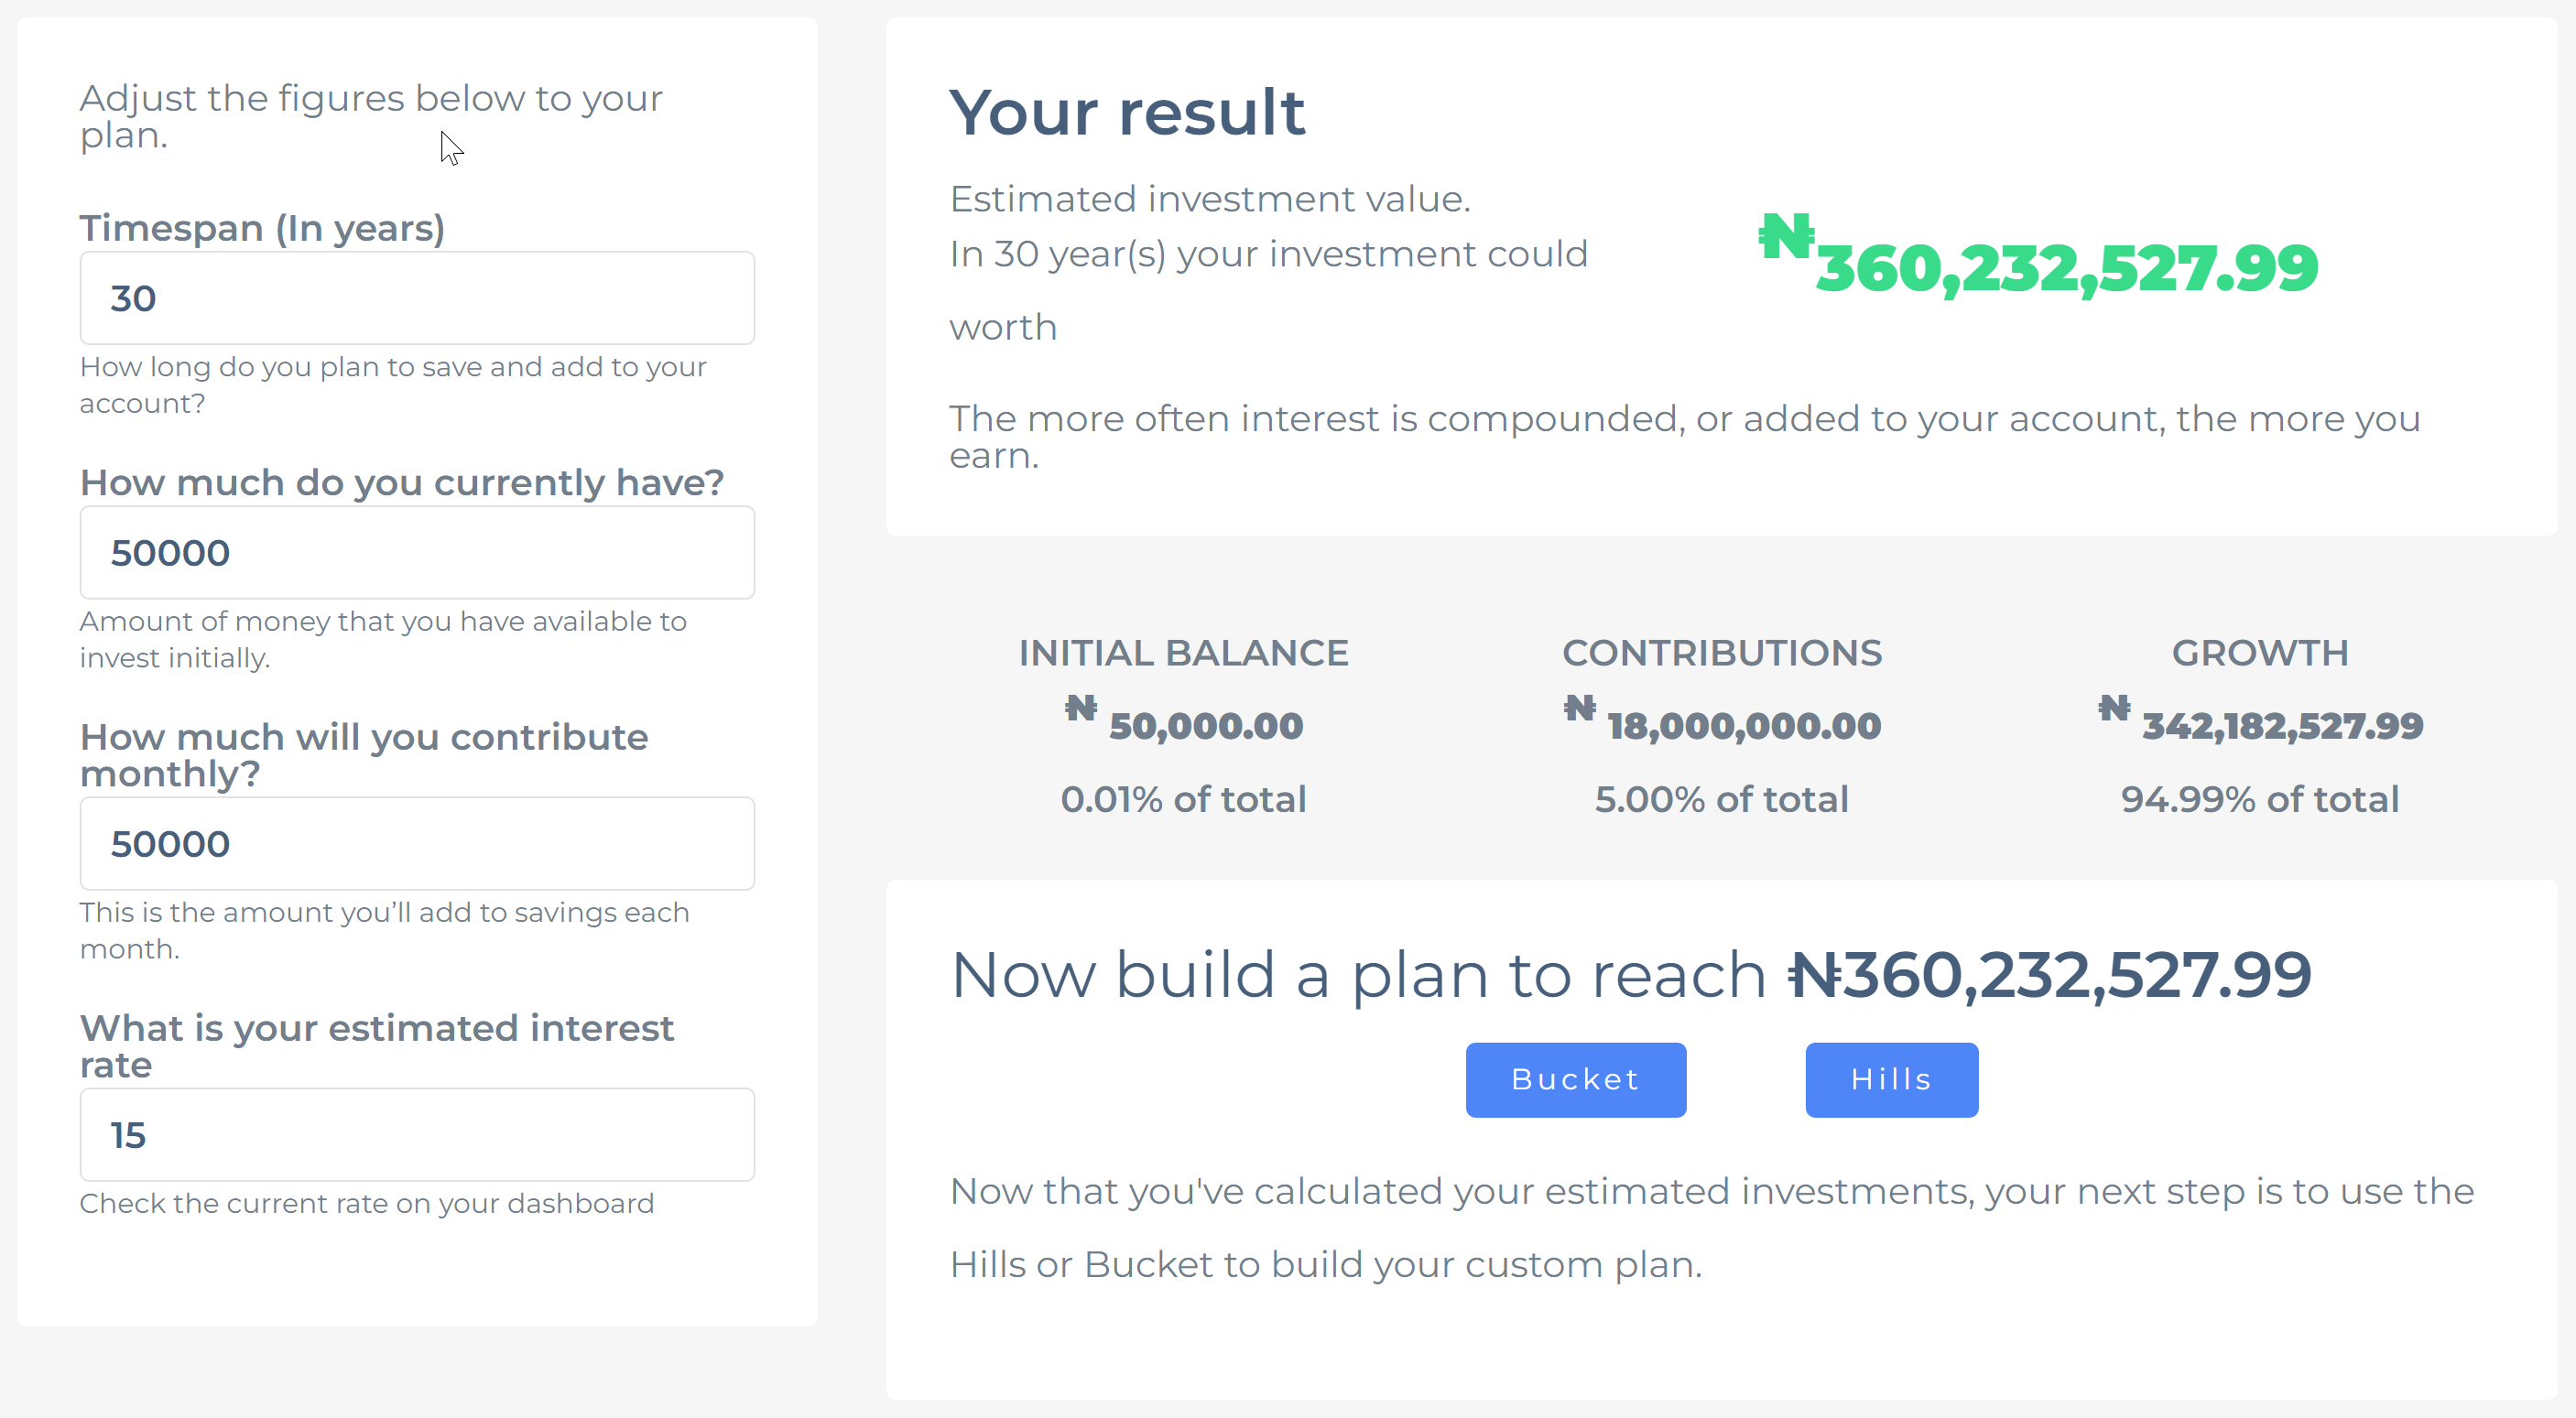 Adjust the figures below to your
plan.
Timespan (In years)
30
How long do you plan to save and add to your
account?
How much do you currently have?
50000
Amount of money that you have available to
invest initially.
How much will you contribute
monthly?
50000
This is the amount you’ll add to savings each
month.
What is your estimated interest
rate
15
Check the current rate on your dashboard
Your result
Estimated investment value.
In 30 year(s) your investment could
worth
₦360,232,527.99
The more often interest is compounded, or added to your account, the more you
earn.
INITIAL BALANCE
₦ 50,000.00
0.01% of total
CONTRIBUTIONS
₦ 18,000,000.00
5.00% of total
GROWTH
₦ 342,182,527.99
94.99% of total
Now build a plan to reach ₦360,232,527.99
Bucket
Hills
Now that you've calculated your estimated investments, your next step is to use the
Hills or Bucket to build your custom plan.